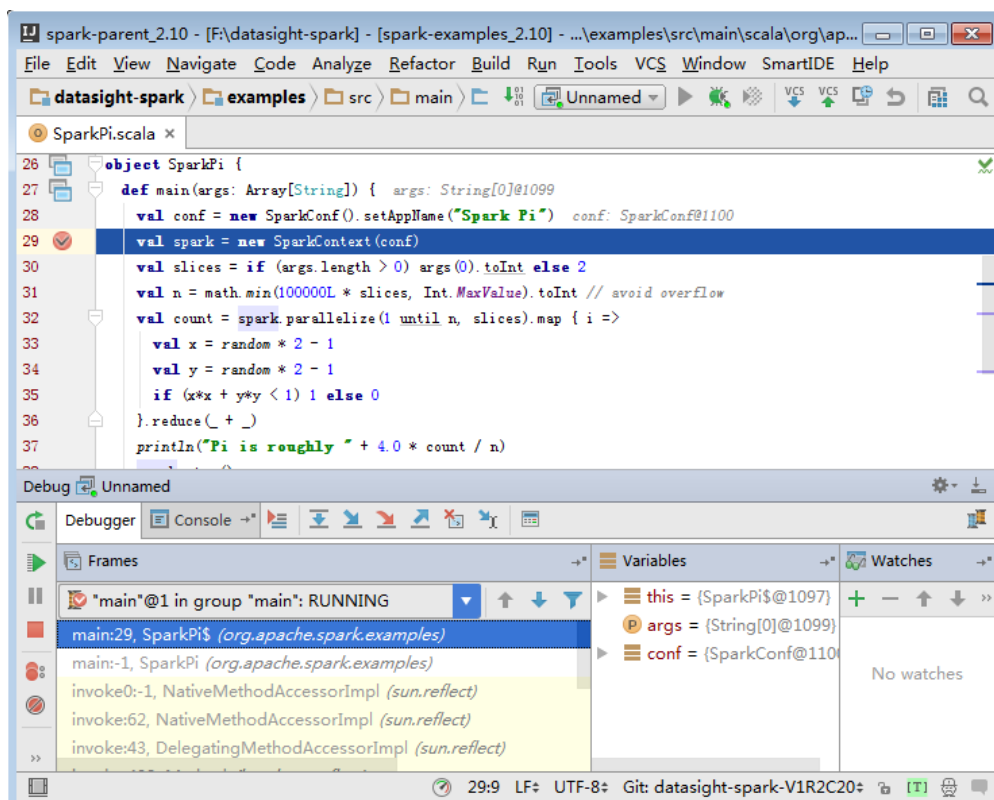 spark-parent_2.10 - [F:\datasight-spark] - [spark-examples_2.10] - ...\examples\src\main\scala\org\ap...
File Edit View Navigate Code Analyze Refactor Build Run Tools VCS Window SmartIDE Help
datasight-spark examples src main Unnamed VCS VCS
SparkPi.scala ×
26 object SparkPi {
27 def main(args: Array[String]) { args: String[0]@1099
28 val conf = new SparkConf().setAppName("Spark Pi") conf: SparkConf@1100
29 val spark = new SparkContext(conf)
30 val slices = if (args.length > 0) args(0).toInt else 2
31 val n = math.min(100000L * slices, Int.MaxValue).toInt // avoid overflow
32 val count = spark.parallelize(1 until n, slices).map { i =>
33 val x = random * 2 - 1
34 val y = random * 2 - 1
35 if (x*x + y*y < 1) 1 else 0
36 }.reduce(_ + _)
37 println("Pi is roughly " + 4.0 * count / n)
Debug Unnamed
Debugger Console
Frames Variables Watches
"main"@1 in group "main": RUNNING
main:29, SparkPi$ (org.apache.spark.examples)
main:-1, SparkPi (org.apache.spark.examples)
invoke0:-1, NativeMethodAccessorImpl (sun.reflect)
invoke:62, NativeMethodAccessorImpl (sun.reflect)
invoke:43, DelegatingMethodAccessorImpl (sun.reflect)
this = {SparkPi$@1097}
args = {String[0]@1099}
conf = {SparkConf@110
No watches
29:9 LF UTF-8 Git: datasight-spark-V1R2C20 [T]